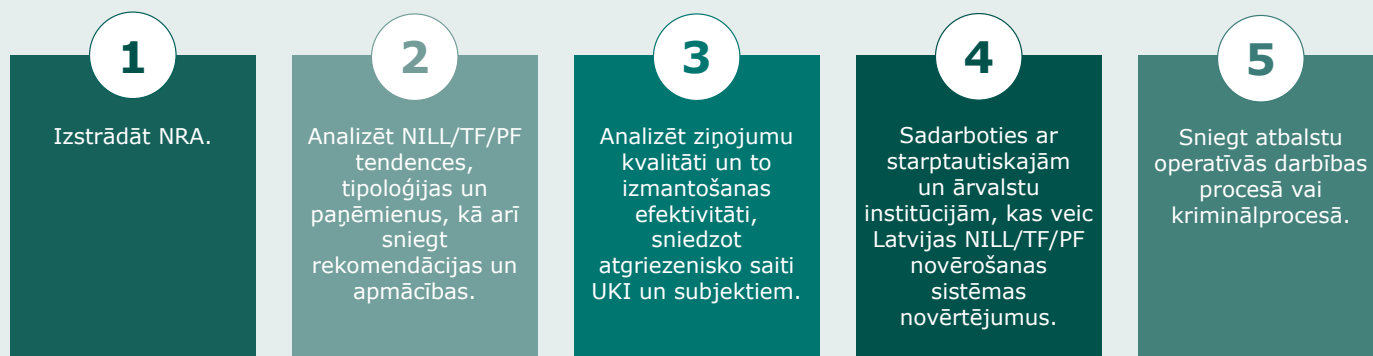 1
Izstrādāt NRA.
2
Analizēt NILL/TF/PF
tendences,
tipoloģijas un
paņēmienus, kā arī
sniegt
rekomendācijas un
apmācības.
3
Analizēt ziņojumu
kvalitāti un to
izmantošanas
efektivitāti,
sniedzot
atgriezenisko saiti
UKI un subjektiem.
4
Sadarboties ar
starptautiskajām
un ārvalstu
institūcijām, kas veic
Latvijas NILL/TF/PF
novērošanas
sistēmas
novērtējumus.
5
Sniegt atbalstu
operatīvās darbības
procesā vai
kriminālprocesā.